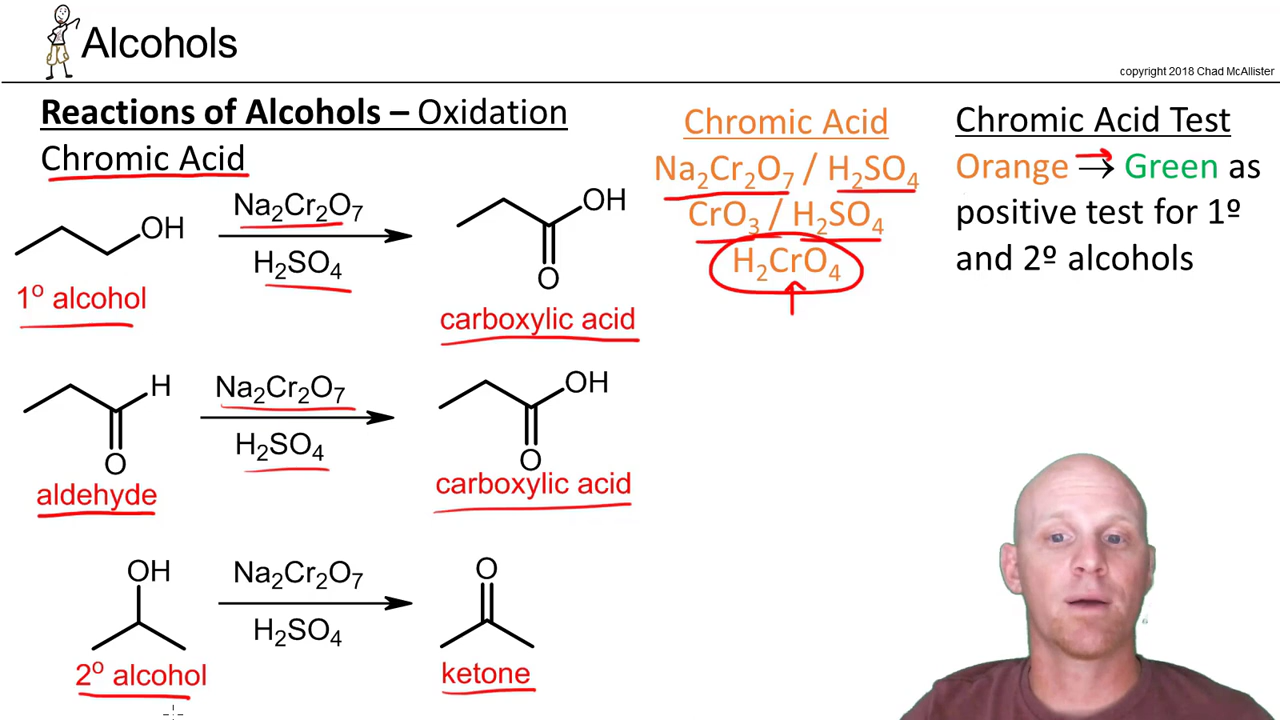 Alcohols
copyright 2018 Chad McAllister
Reactions of Alcohols – Oxidation
Chromic Acid
OH
Na₂Cr₂O₇
H₂SO₄
OH
O
1º alcohol
carboxylic acid
H
O
Na₂Cr₂O₇
H₂SO₄
OH
O
aldehyde
carboxylic acid
OH
Na₂Cr₂O₇
H₂SO₄
O
2º alcohol
ketone
Chromic Acid
Na₂Cr₂O₇ / H₂SO₄
CrO₃ / H₂SO₄
H₂CrO₄
Chromic Acid Test
Orange → Green as
positive test for 1º
and 2º alcohols